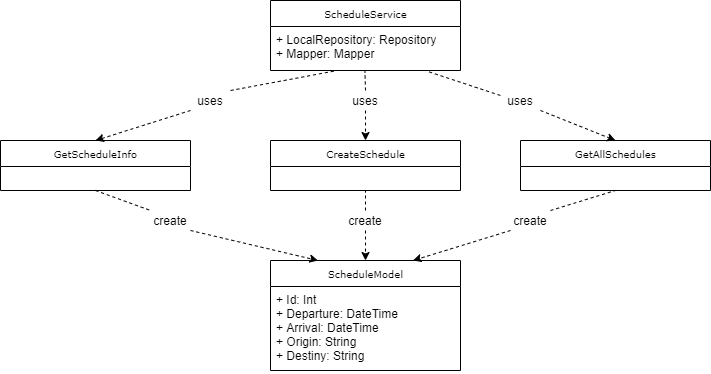 ScheduleService
+ LocalRepository: Repository
+ Mapper: Mapper
uses
uses
uses
GetScheduleInfo
CreateSchedule
GetAllSchedules
create
create
create
ScheduleModel
+ Id: Int
+ Departure: DateTime
+ Arrival: DateTime
+ Origin: String
+ Destiny: String